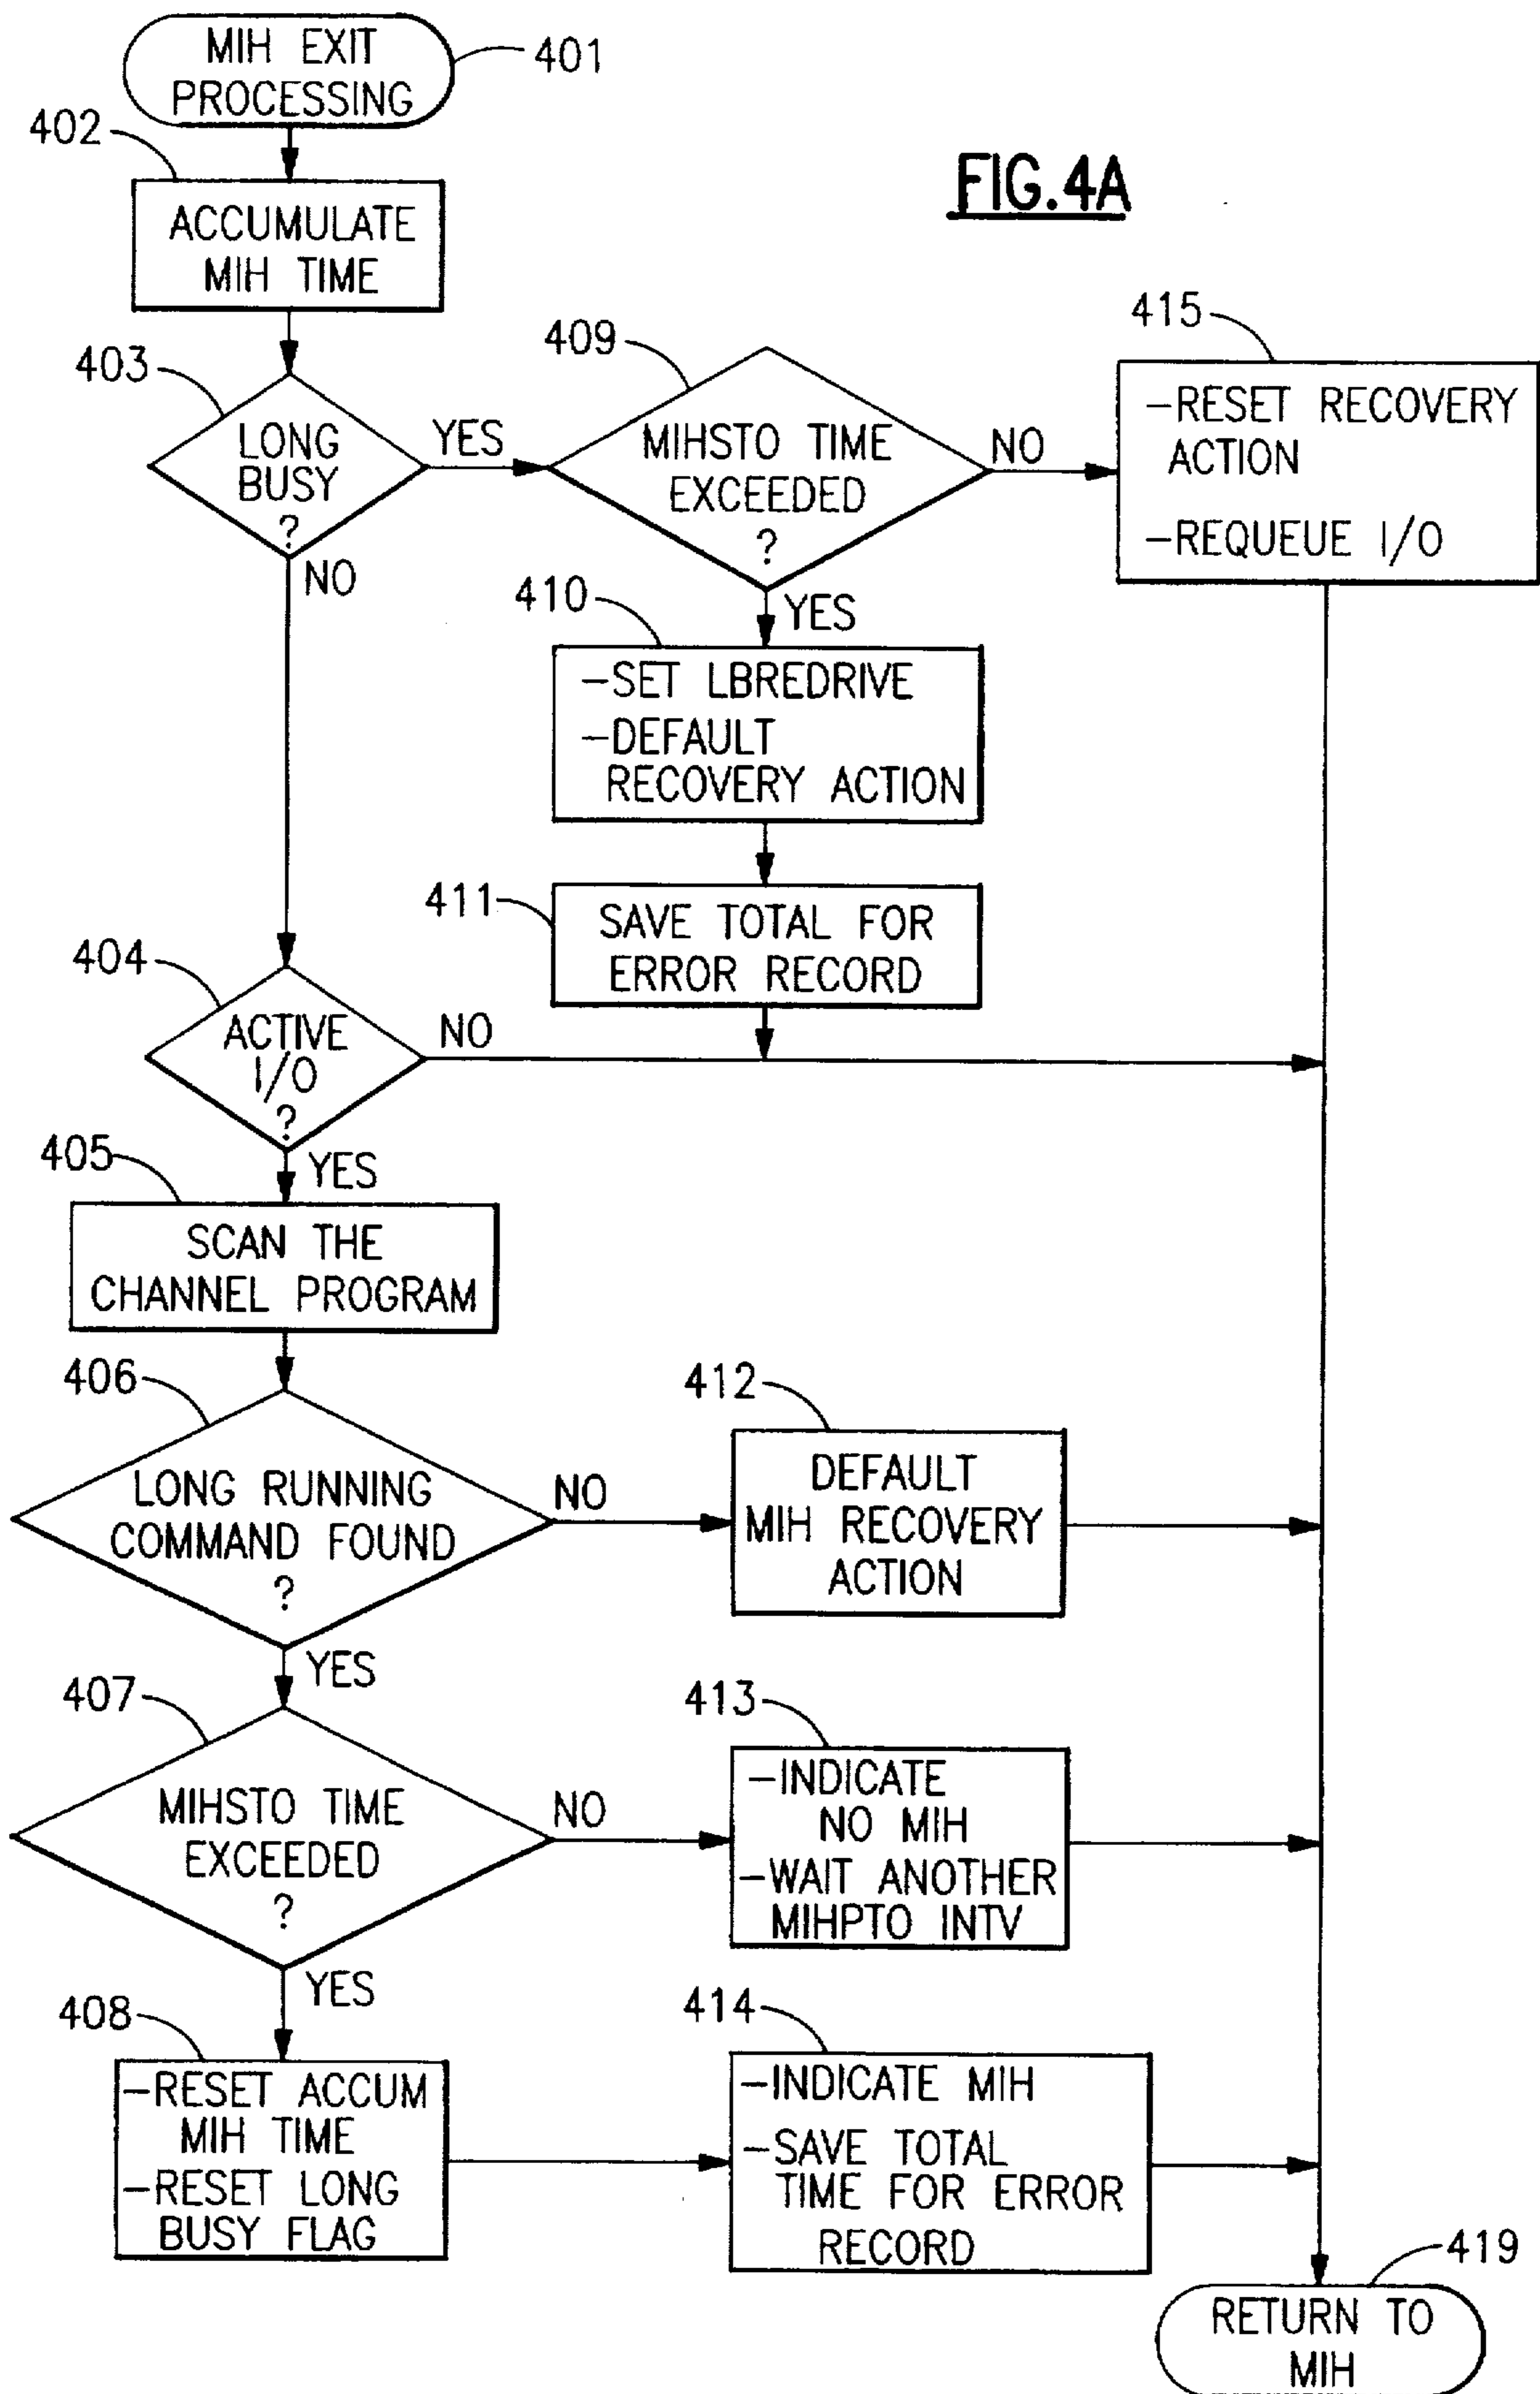 MIH EXIT
PROCESSING
401
402
FIG.4A
ACCUMULATE
MIH TIME
403
LONG
BUSY
?
YES
NO
409
MIHSTO TIME
EXCEEDED
?
NO
YES
415
-RESET RECOVERY
ACTION
-REQUEUE I/O
410
-SET LBREDRIVE
-DEFAULT
RECOVERY ACTION
411
SAVE TOTAL FOR
ERROR RECORD
404
ACTIVE
I/O
?
NO
YES
405
SCAN THE
CHANNEL PROGRAM
406
LONG RUNNING
COMMAND FOUND
?
NO
YES
412
DEFAULT
MIH RECOVERY
ACTION
407
MIHSTO TIME
EXCEEDED
?
NO
YES
413
-INDICATE
NO MIH
-WAIT ANOTHER
MIHPTO INTV
408
-RESET ACCUM
MIH TIME
-RESET LONG
BUSY FLAG
414
-INDICATE MIH
-SAVE TOTAL
TIME FOR ERROR
RECORD
419
RETURN TO
MIH